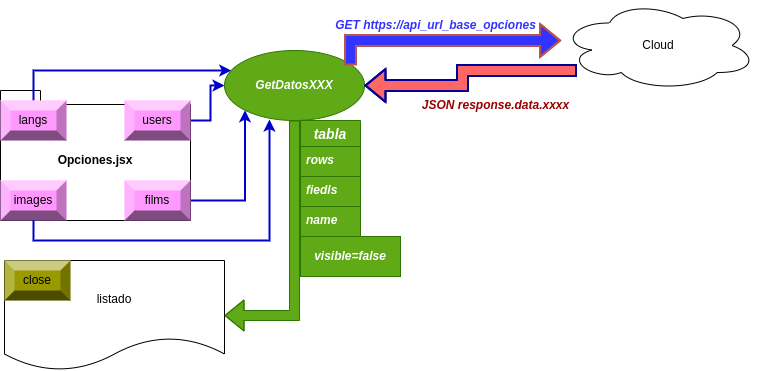 GET https://api_url_base_opciones
Cloud
GetDatosXXX
JSON response.data.xxxx
langs
users
Opciones.jsx
images
films
tabla
rows
fiedls
name
visible=false
close
listado